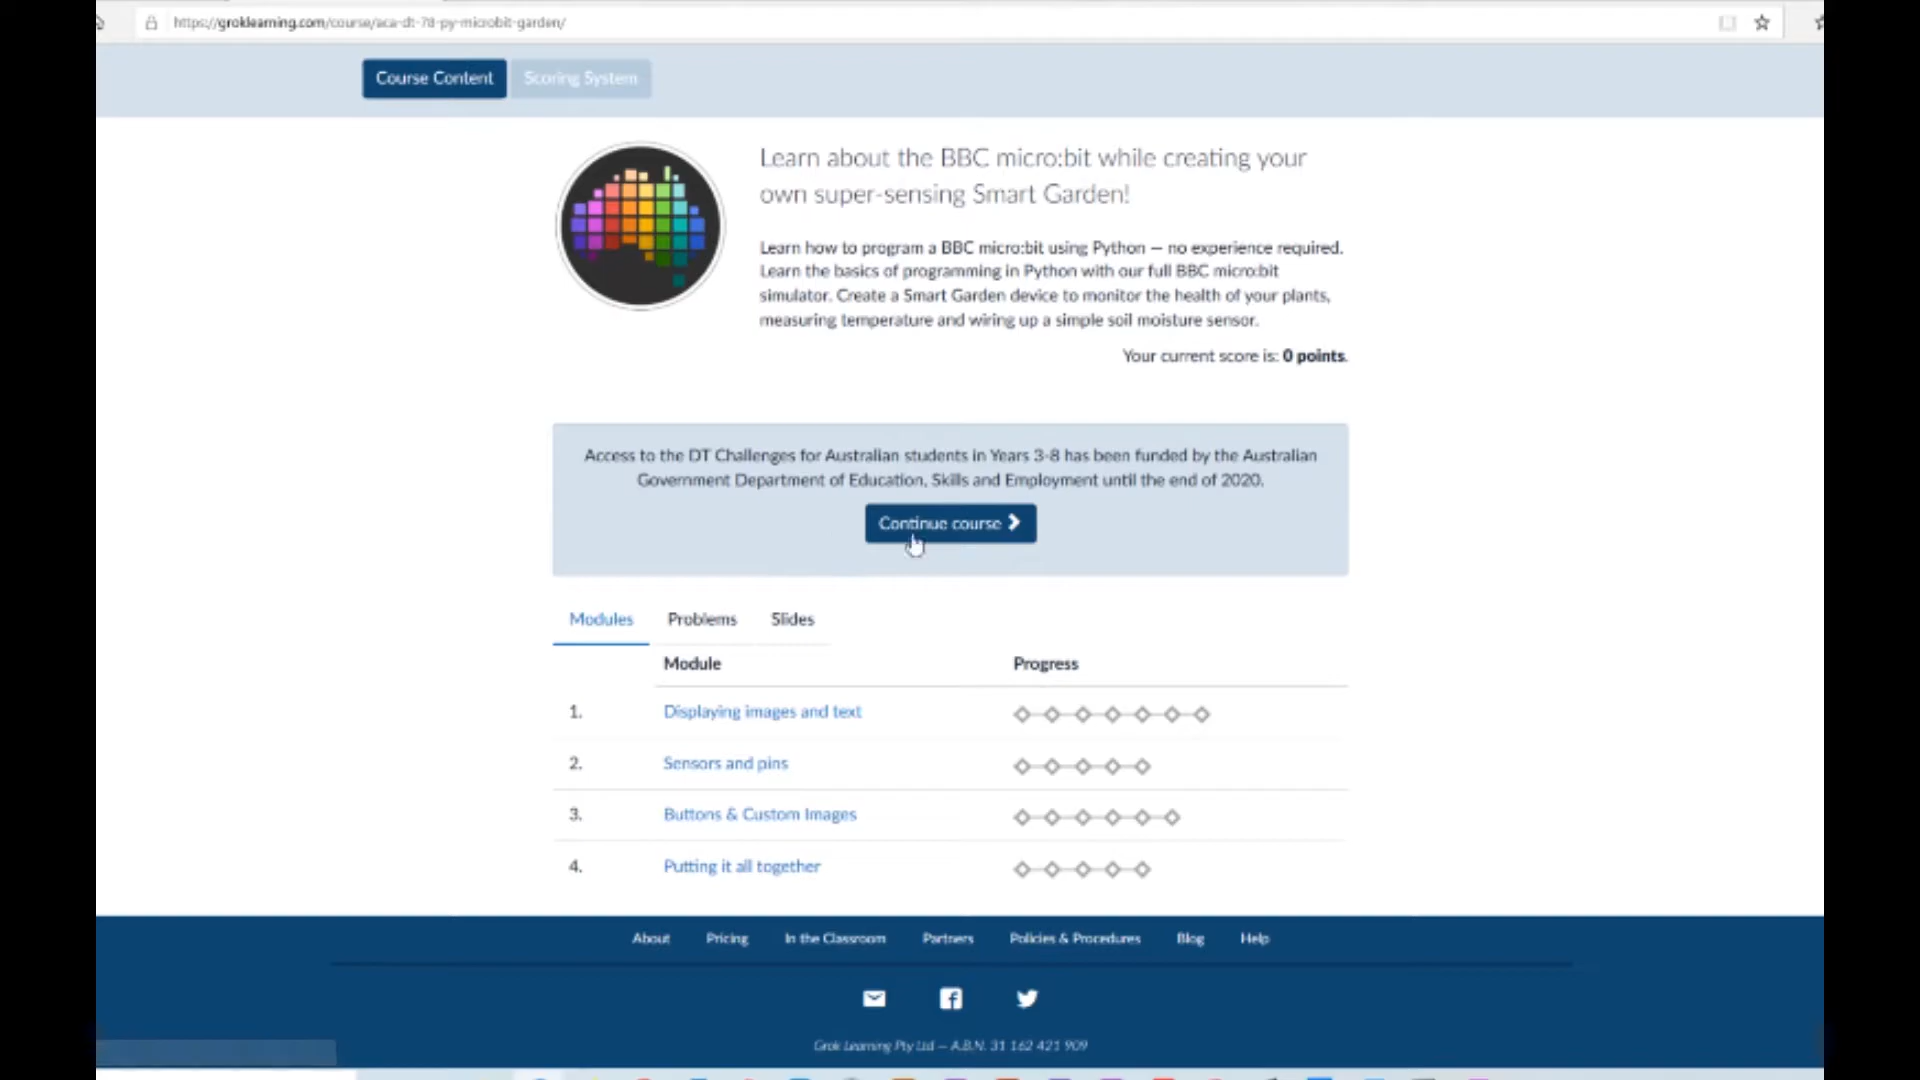 https://groklearning.com/course/aca-dt-78-py-microbit-garden/
Course Content
Scoring System
Learn about the BBC micro:bit while creating your
own super-sensing Smart Garden!
Learn how to program a BBC micro:bit using Python — no experience required.
Learn the basics of programming in Python with our full BBC micro:bit
simulator. Create a Smart Garden device to monitor the health of your plants,
measuring temperature and wiring up a simple soil moisture sensor.
Your current score is: 0 points.
Access to the DT Challenges for Australian students in Years 3-8 has been funded by the Australian
Government Department of Education, Skills and Employment until the end of 2020.
Continue course
Modules Problems Slides
Module Progress
1. Displaying images and text
2. Sensors and pins
3. Buttons & Custom Images
4. Putting it all together
About Pricing In the Classroom Partners Policies & Procedures Blog Help
Grok Learning Pty Ltd — A.B.N. 31 162 421 909